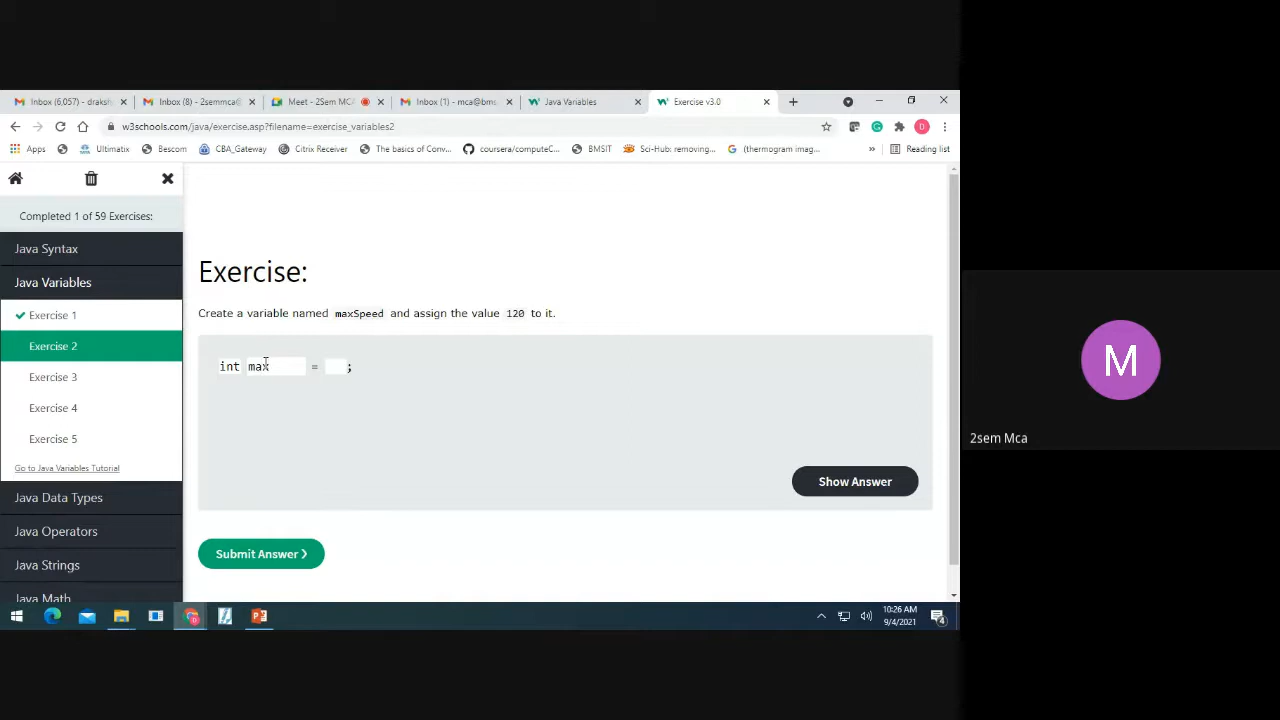 Inbox (6,057) - draksh
Inbox (8) - 2semmca@
Meet - 2Sem MCA
Inbox (1) - mca@bms
Java Variables
Exercise v3.0
w3schools.com/java/exercise.asp?filename=exercise_variables2
D
Apps
Ultimatix
Bescom
CBA_Gateway
Citrix Receiver
The basics of Conv...
coursera/computeC...
BMSIT
Sci-Hub: removing...
(thermogram imag...
»
Reading list
Completed 1 of 59 Exercises:
Java Syntax
Java Variables
Exercise 1
Exercise 2
Exercise 3
Exercise 4
Exercise 5
Go to Java Variables Tutorial
Java Data Types
Java Operators
Java Strings
Java Math
Exercise:
Create a variable named maxSpeed and assign the value 120 to it.
int max = ;
Show Answer
Submit Answer ❯
10:26 AM
9/4/2021
4
M
2sem Mca